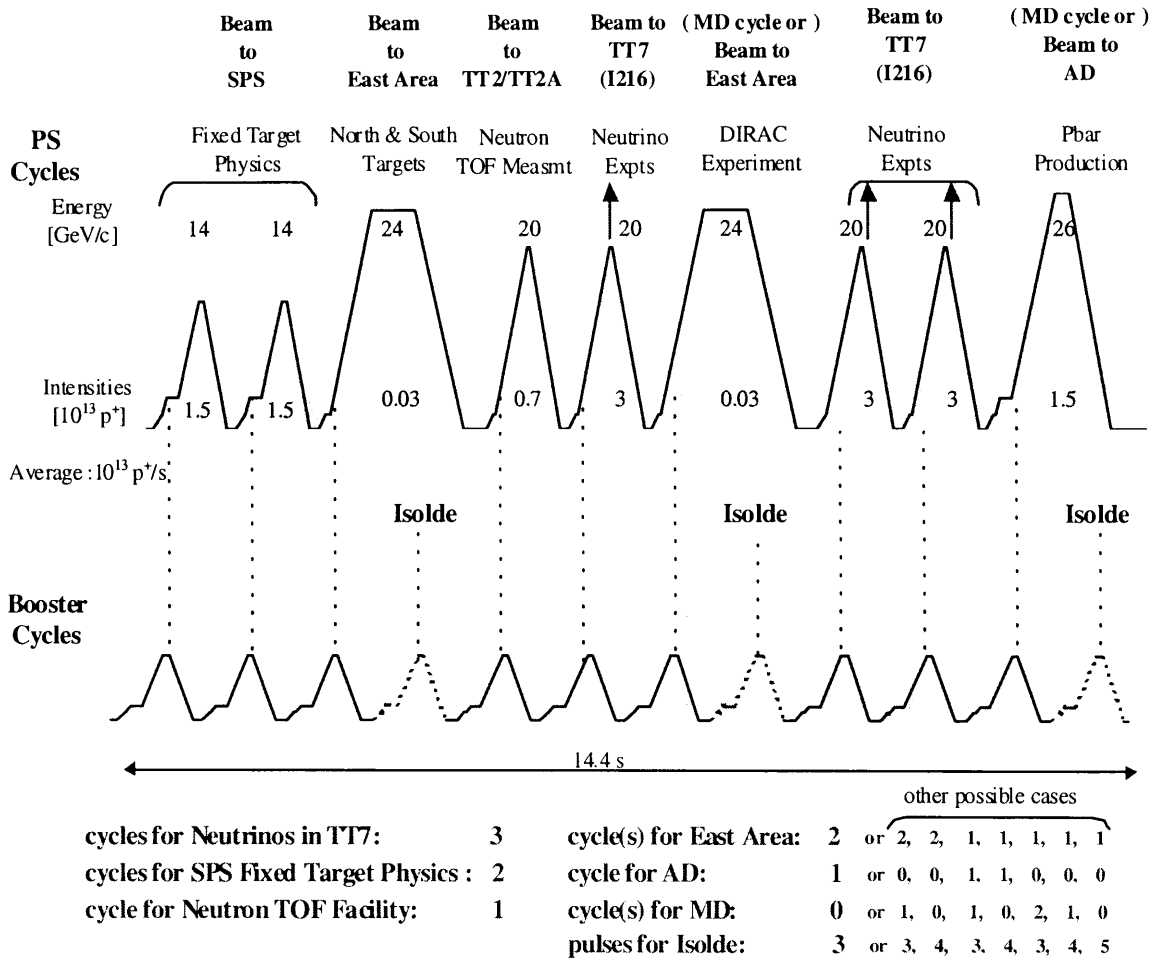 Beam Beam Beam Beam to (MD cycle or ) Beam to ( MD cycle or )
to to to TT7 Beam to TT7 Beam to
SPS East Area TT2/TT2A (I216) East Area (I216) AD
PS Cycles
Fixed Target North & South Neutron Neutrino DIRAC Neutrino Pbar
Physics Targets TOF Measmt Expts Experiment Expts Production
Energy
[GeV/c] 14 14 24 20 20 24 20 20 26
Intensities
[10¹³ p⁺] 1.5 1.5 0.03 0.7 3 0.03 3 3 1.5
Average : 10¹³ p⁺/s
Isolde Isolde Isolde
Booster
Cycles
14.4 s
other possible cases
cycles for Neutrinos in TT7: 3 cycle(s) for East Area: 2 or 2, 2, 1, 1, 1, 1, 1
cycles for SPS Fixed Target Physics : 2 cycle for AD: 1 or 0, 0, 1, 1, 0, 0, 0
cycle for Neutron TOF Facility: 1 cycle(s) for MD: 0 or 1, 0, 1, 0, 2, 1, 0
pulses for Isolde: 3 or 3, 4, 3, 4, 3, 4, 5